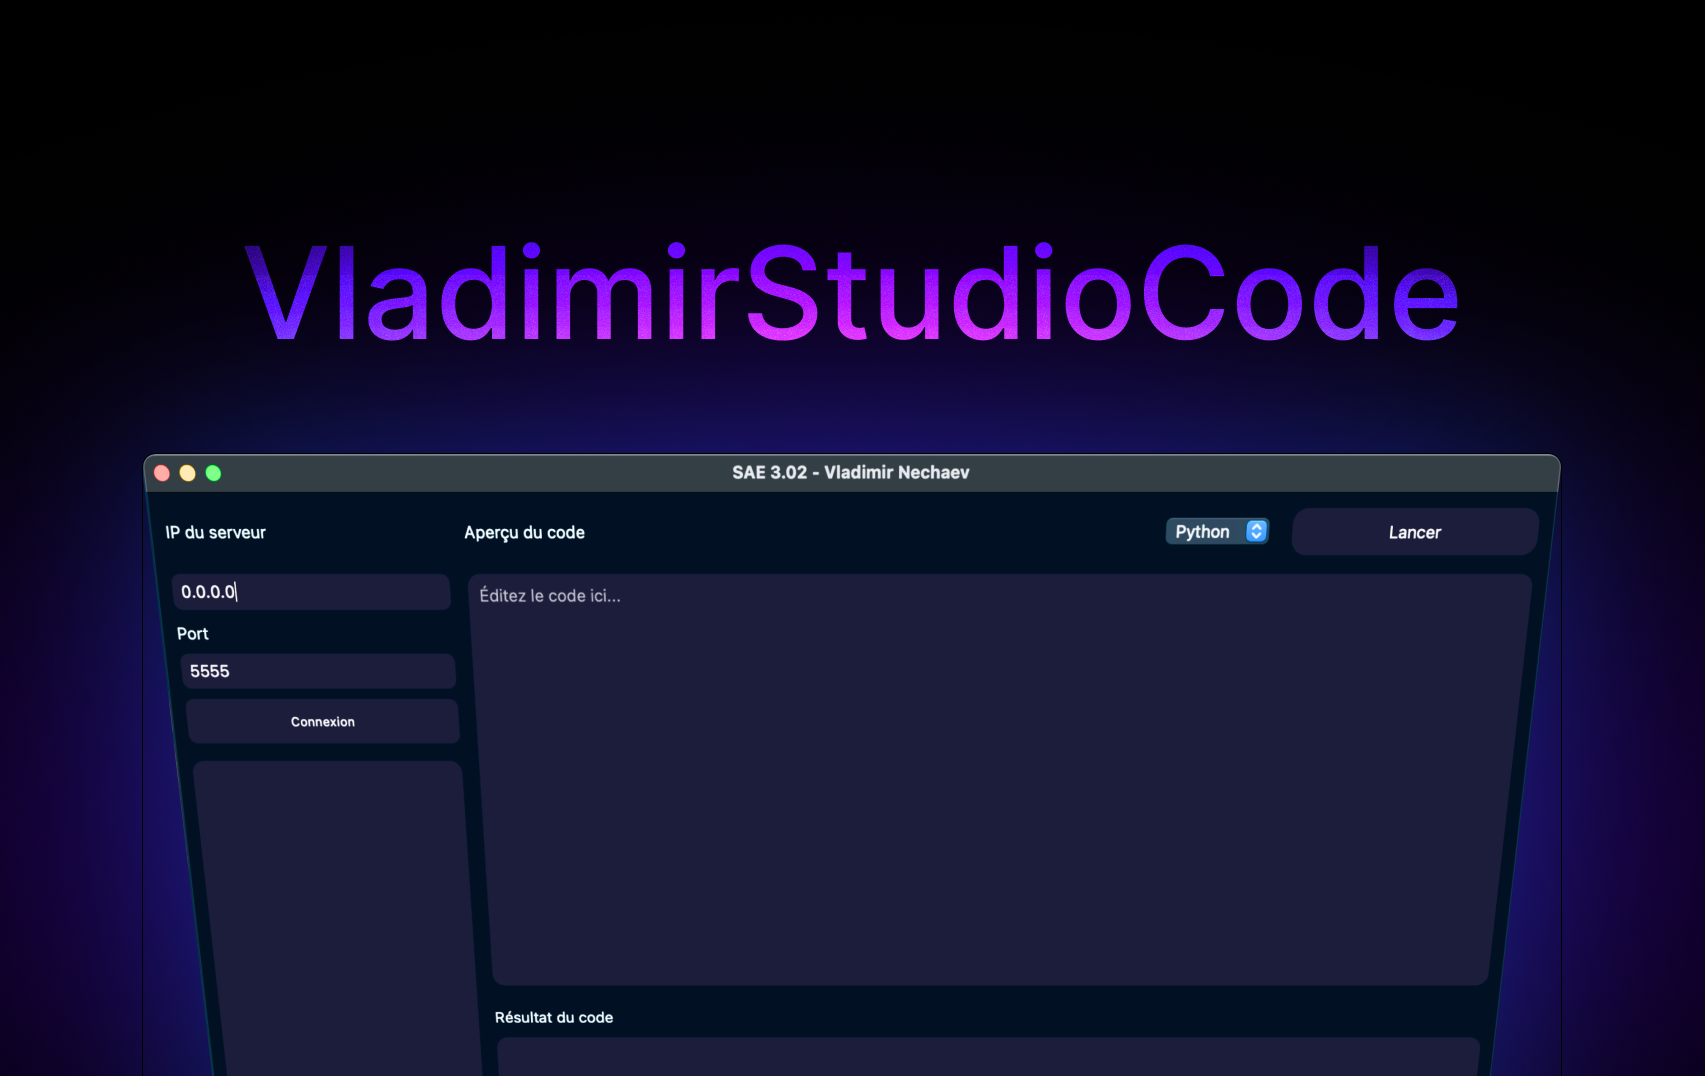 VladimirStudioCode
SAE 3.02 - Vladimir Nechaev
IP du serveur
Aperçu du code
Python
Lancer
0.0.0.0
Éditez le code ici...
Port
5555
Connexion
Résultat du code